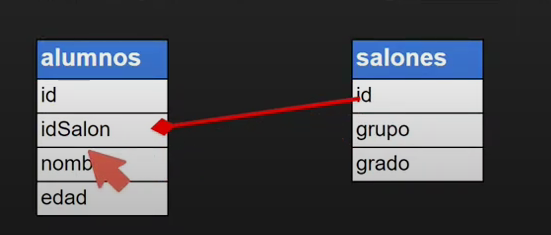 alumnos
id
idSalon
nomb
edad
salones
id
grupo
grado